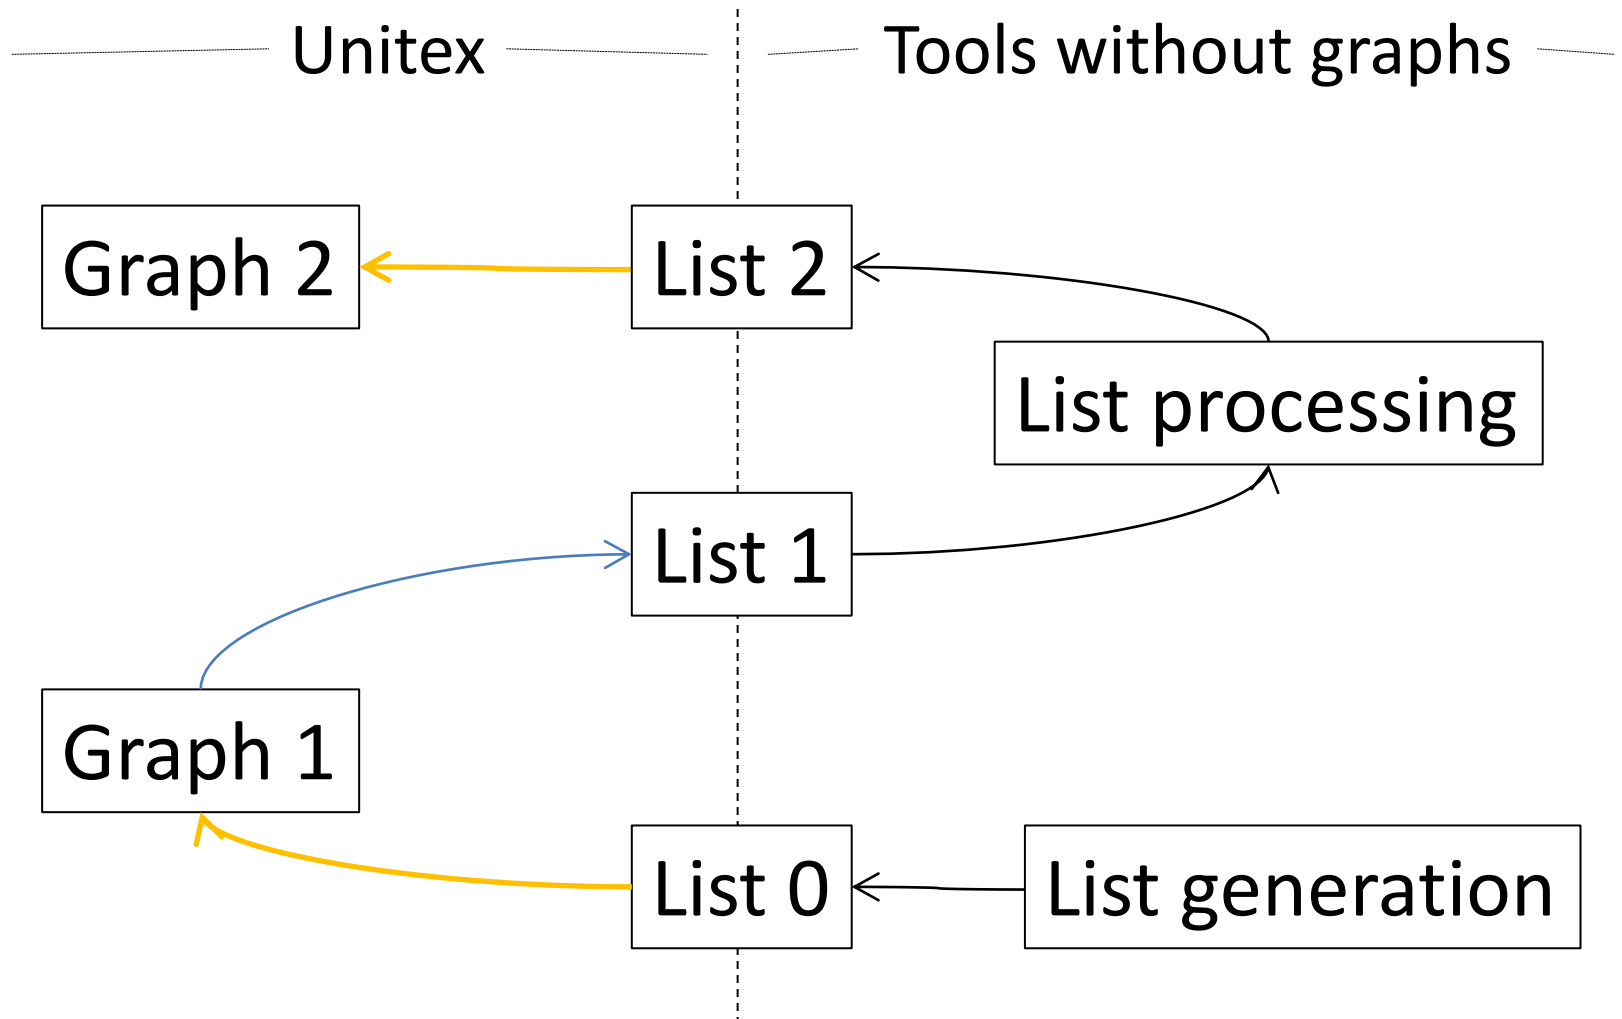 Unitex
Tools without graphs
Graph 2
List 2
List processing
List 1
Graph 1
List 0
List generation